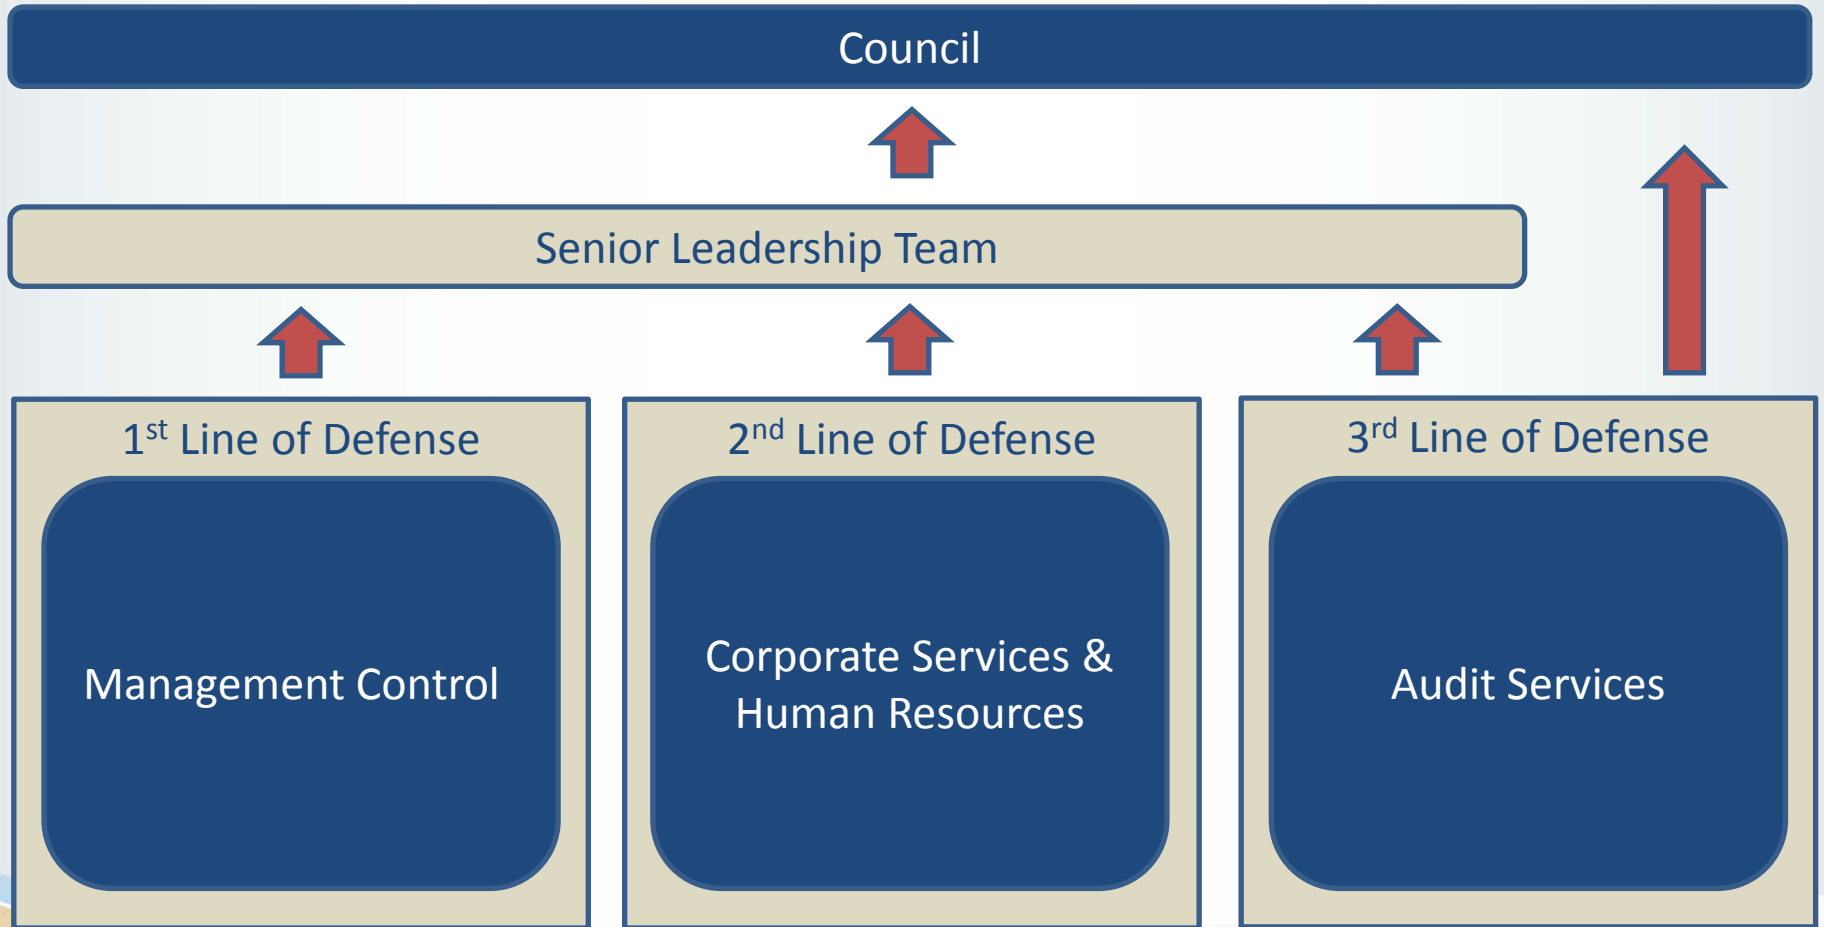 Council
Senior Leadership Team
1st Line of Defense
Management Control
2nd Line of Defense
Corporate Services &
Human Resources
3rd Line of Defense
Audit Services